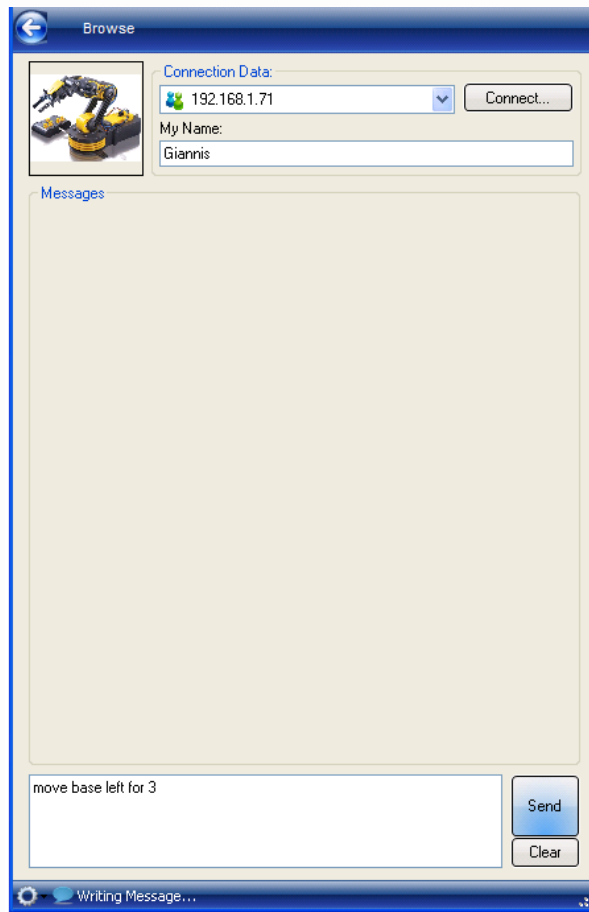 Browse
Connection Data:
192.168.1.71
Connect...
My Name:
Giannis
Messages
move base left for 3
Send
Clear
Writing Message...